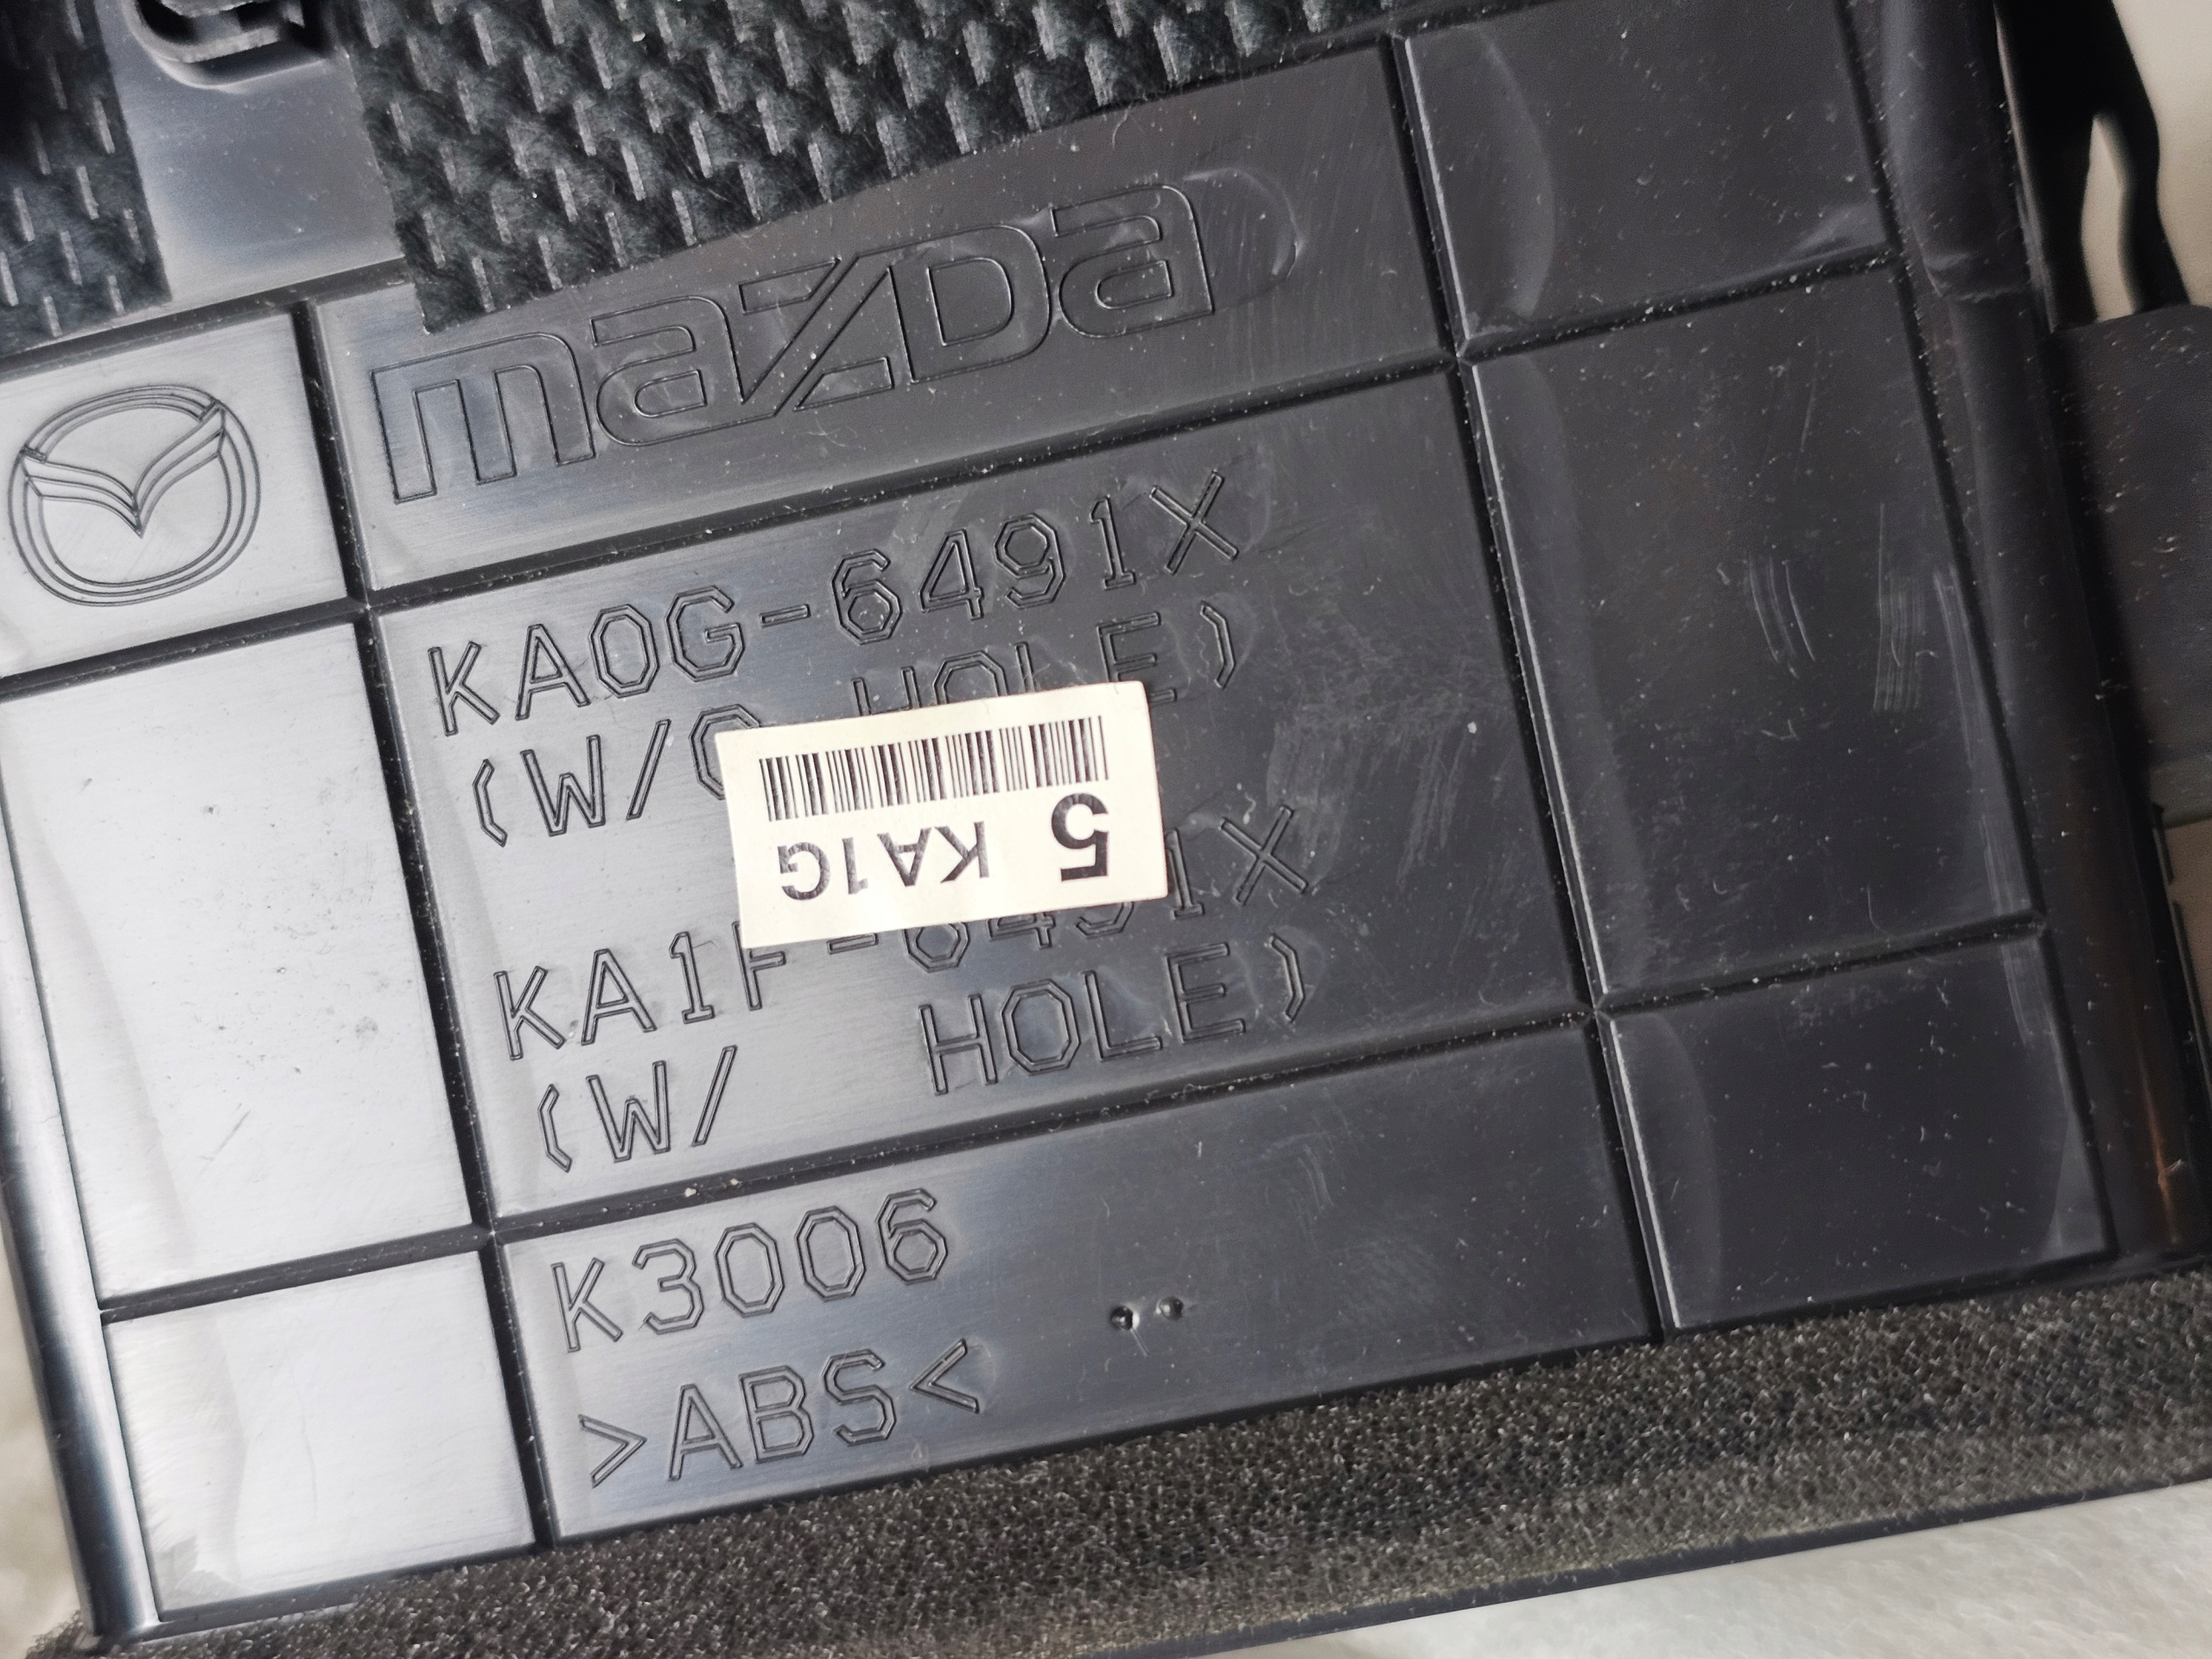 mazda
KA0G-6491X
(W/O HOLE)
5 KA1G
KA1F-6491X
(W/ HOLE)
K3006
>ABS<